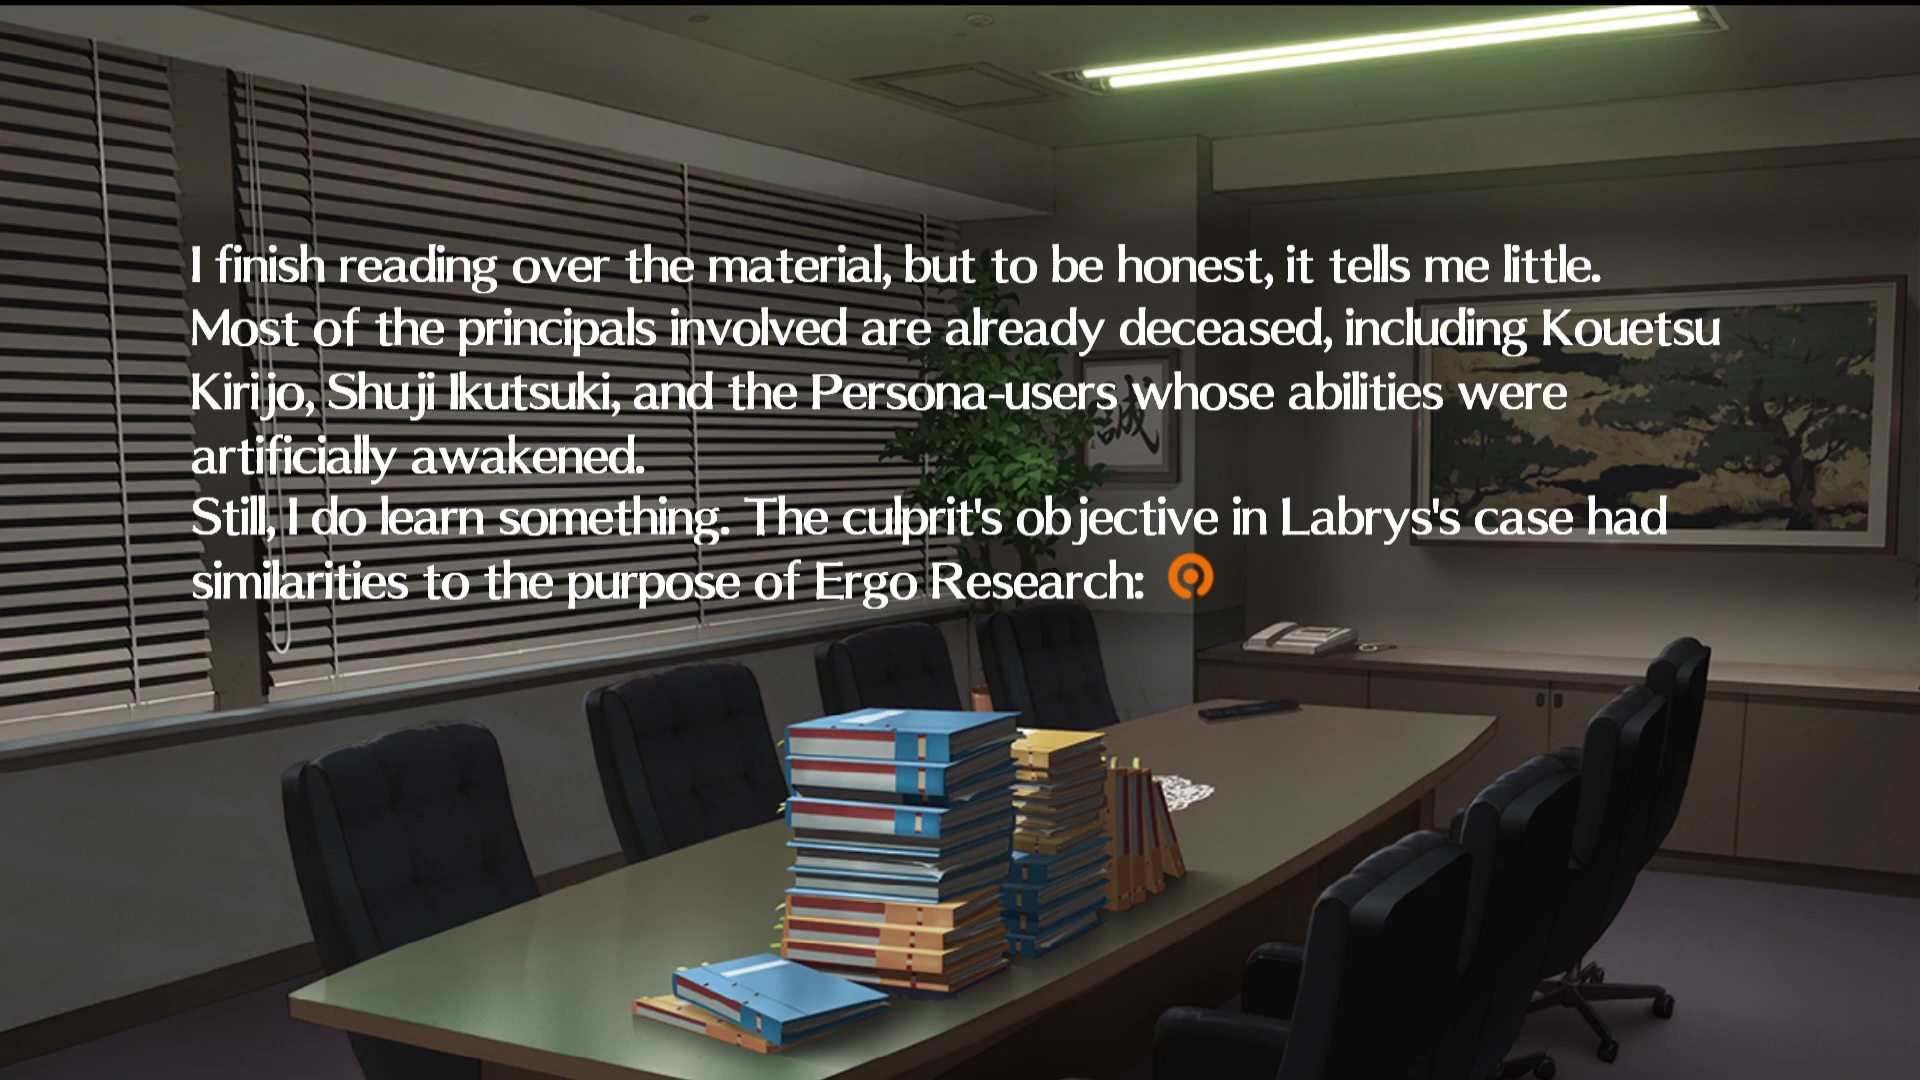 I finish reading over the material, but to be honest, it tells me little.
Most of the principals involved are already deceased, including Kouetsu
Kirijo, Shuji Ikutsuki, and the Persona-users whose abilities were
artificially awakened.
Still, I do learn something. The culprit's objective in Labrys's case had
similarities to the purpose of Ergo Research:
誠